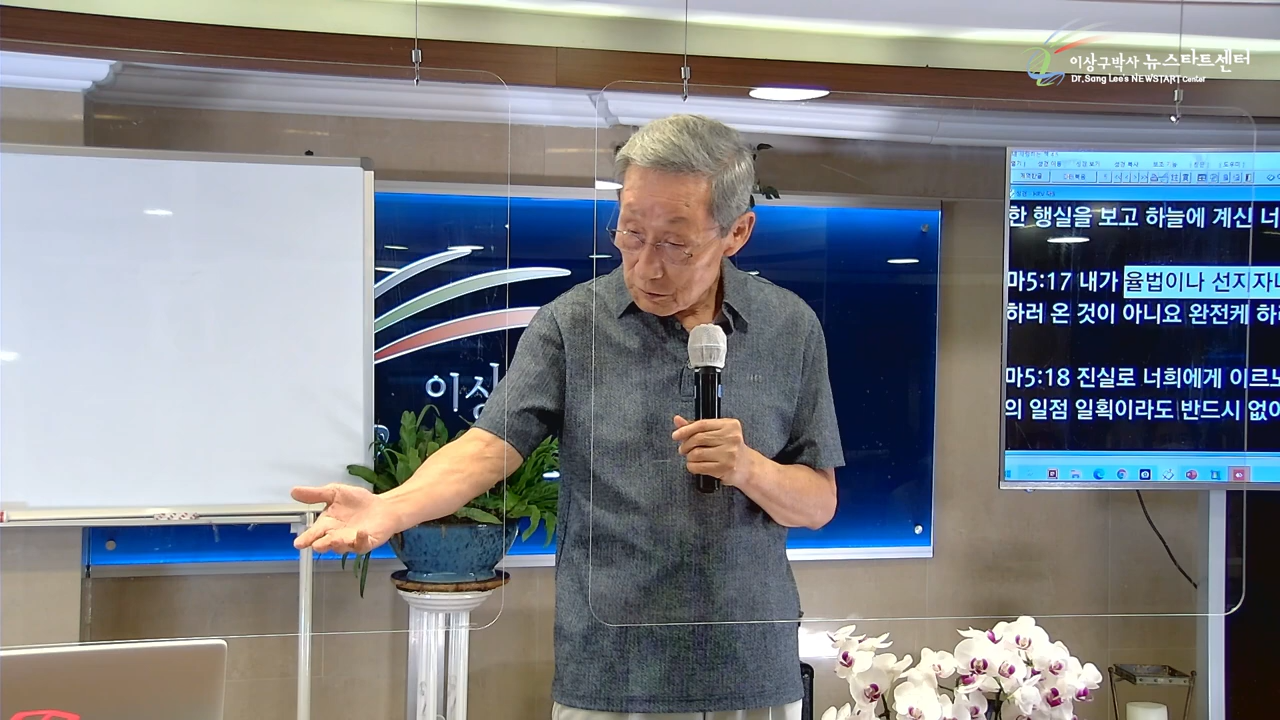 이상구박사 뉴스타트센터
Dr. Sang Lee's NEWSTART Center
한 행실을 보고 하늘에 계신 너
마5:17 내가 율법이나 선지자나
하러 온 것이 아니요 완전케 하려
마5:18 진실로 너희에게 이르노
의 일점 일획이라도 반드시 없어
이상